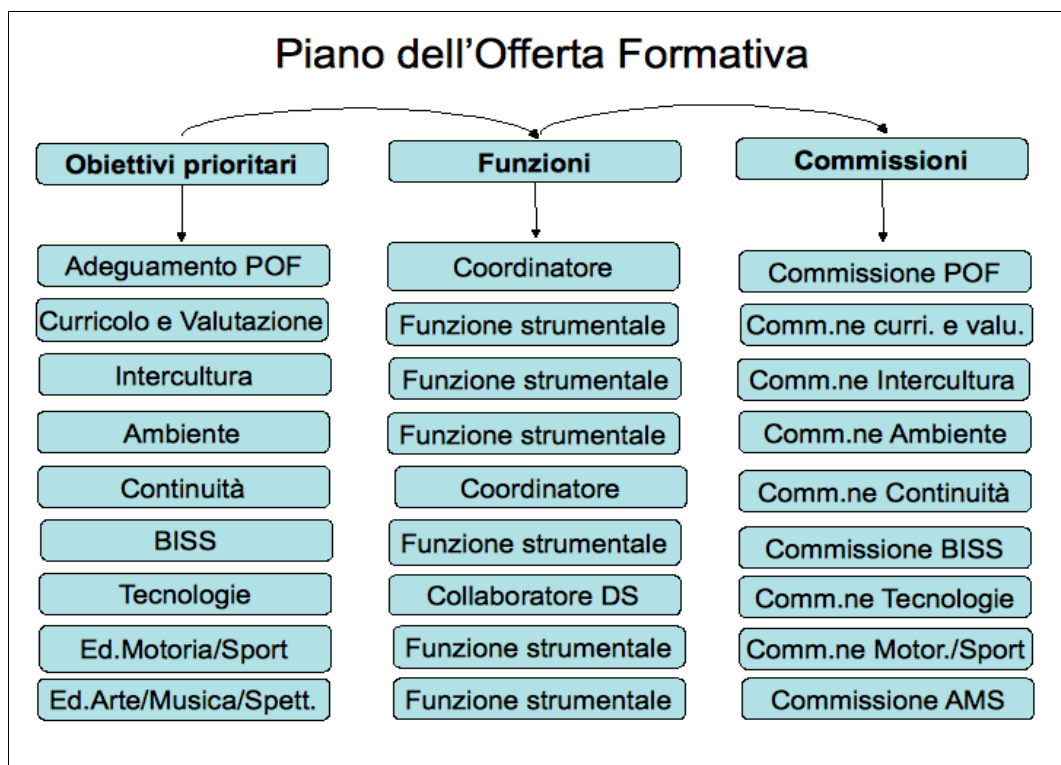 Piano dell'Offerta Formativa
Obiettivi prioritari
Funzioni
Commissioni
Adeguamento POF
Coordinatore
Commissione POF
Curricolo e Valutazione
Funzione strumentale
Comm.ne curri. e valu.
Intercultura
Funzione strumentale
Comm.ne Intercultura
Ambiente
Funzione strumentale
Comm.ne Ambiente
Continuità
Coordinatore
Comm.ne Continuità
BISS
Funzione strumentale
Commissione BISS
Tecnologie
Collaboratore DS
Comm.ne Tecnologie
Ed.Motoria/Sport
Funzione strumentale
Comm.ne Motor./Sport
Ed.Arte/Musica/Spett.
Funzione strumentale
Commissione AMS